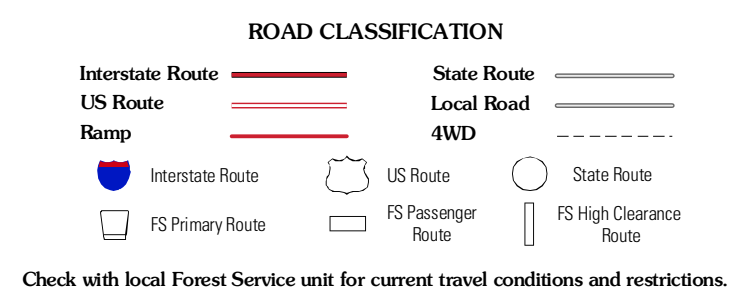 ROAD CLASSIFICATION
Interstate Route
State Route
US Route
Local Road
Ramp
4WD
Interstate Route
US Route
State Route
FS Primary Route
FS Passenger
Route
FS High Clearance
Route
Check with local Forest Service unit for current travel conditions and restrictions.